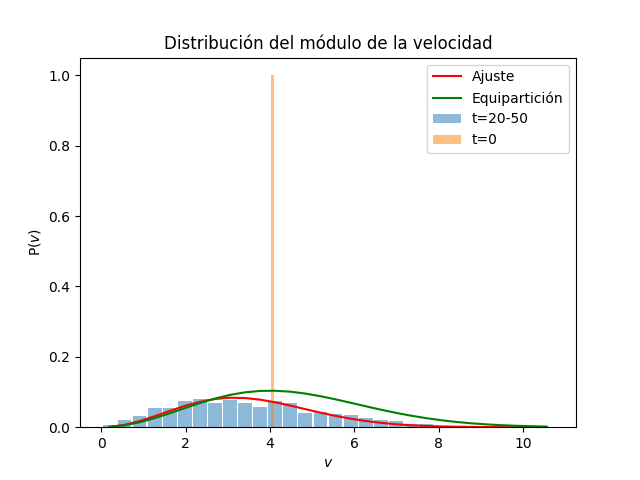 Distribución del módulo de la velocidad
1.0
0.8
0.6
0.4
0.2
0.0
P(v)
0
2
4
6
8
10
v
Ajuste
Equipartición
t=20-50
t=0